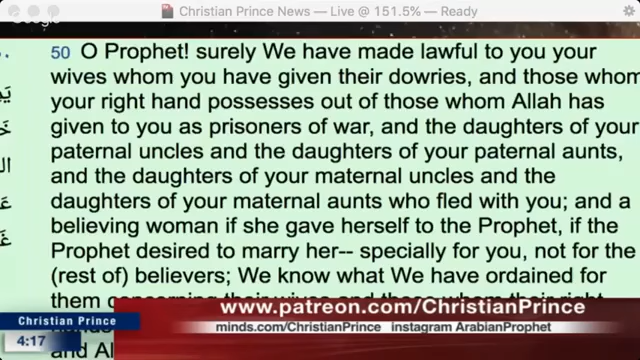 Christian Prince News — Live @ 151.5% — Ready
50 O Prophet! surely We have made lawful to you your
wives whom you have given their dowries, and those whom
your right hand possesses out of those whom Allah has
given to you as prisoners of war, and the daughters of your
paternal uncles and the daughters of your paternal aunts,
and the daughters of your maternal uncles and the
daughters of your maternal aunts who fled with you; and a
believing woman if she gave herself to the Prophet, if the
Prophet desired to marry her-- specially for you, not for the
(rest of) believers; We know what We have ordained for
them
www.patreon.com/ChristianPrince
Christian Prince
minds.com/ChristianPrince instagram ArabianProphet
4:17
and Al